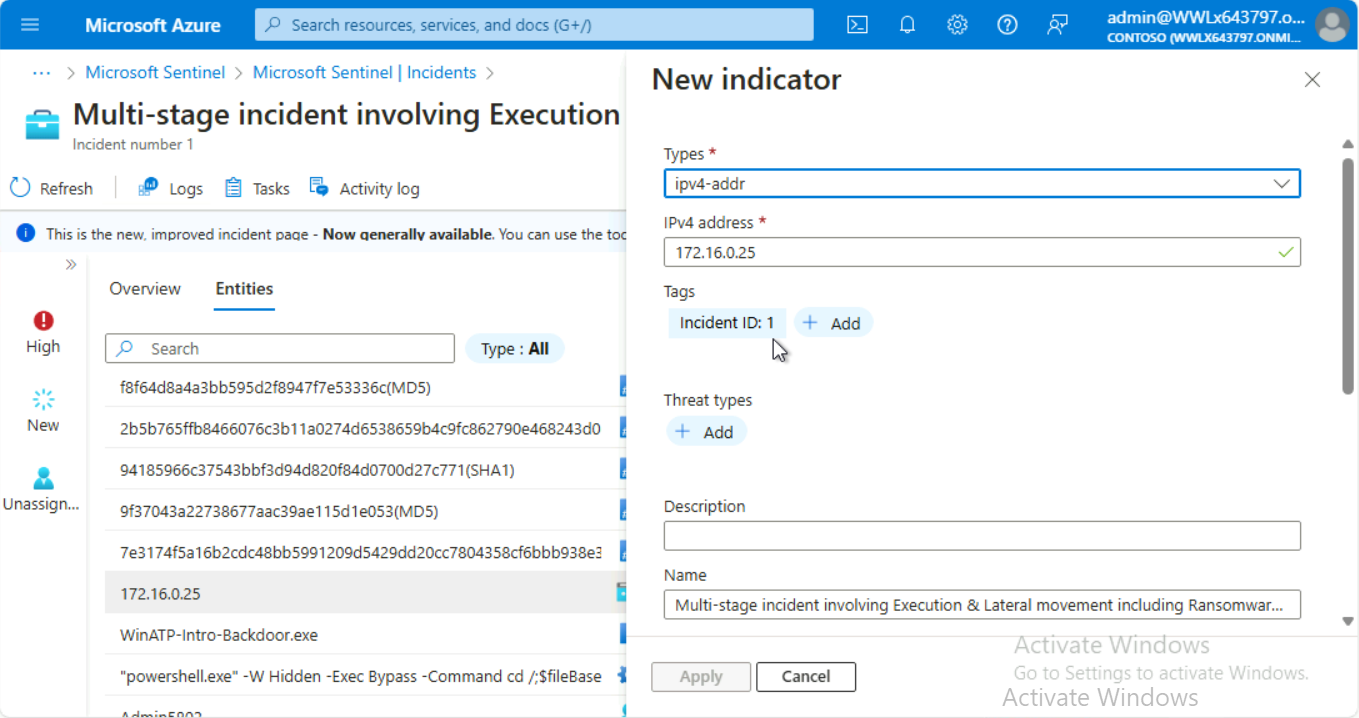 Microsoft Azure
Search resources, services, and docs (G+/)
admin@WWLx643797.o...
CONTOSO (WWLX643797.ONMI...
... > Microsoft Sentinel > Microsoft Sentinel | Incidents >
Multi-stage incident involving Execution
Incident number 1
Refresh
Logs
Tasks
Activity log
This is the new, improved incident page - Now generally available. You can use the
High
New
Unassign...
Overview
Entities
Search
Type : All
f8f64d8a4a3bb595d2f8947f7e53336c(MD5)
2b5b765ffb8466076c3b11a0274d6538659b4c9fc862790e468243d0
94185966c37543bbf3d94d820f84d0700d27c771(SHA1)
9f37043a22738677aac39ae115d1e053(MD5)
7e3174f5a16b2cdc48bb5991209d5429dd20cc7804358cf6bbb938e3
172.16.0.25
WinATP-Intro-Backdoor.exe
"powershell.exe" -W Hidden -Exec Bypass -Command cd /;$fileBase
New indicator
Types *
ipv4-addr
IPv4 address *
172.16.0.25
Tags
Incident ID: 1
+ Add
Threat types
+ Add
Description
Name
Multi-stage incident involving Execution & Lateral movement including Ransomwar...
Apply
Cancel
Activate Windows
Go to Settings to activate Windows.
Activate Windows